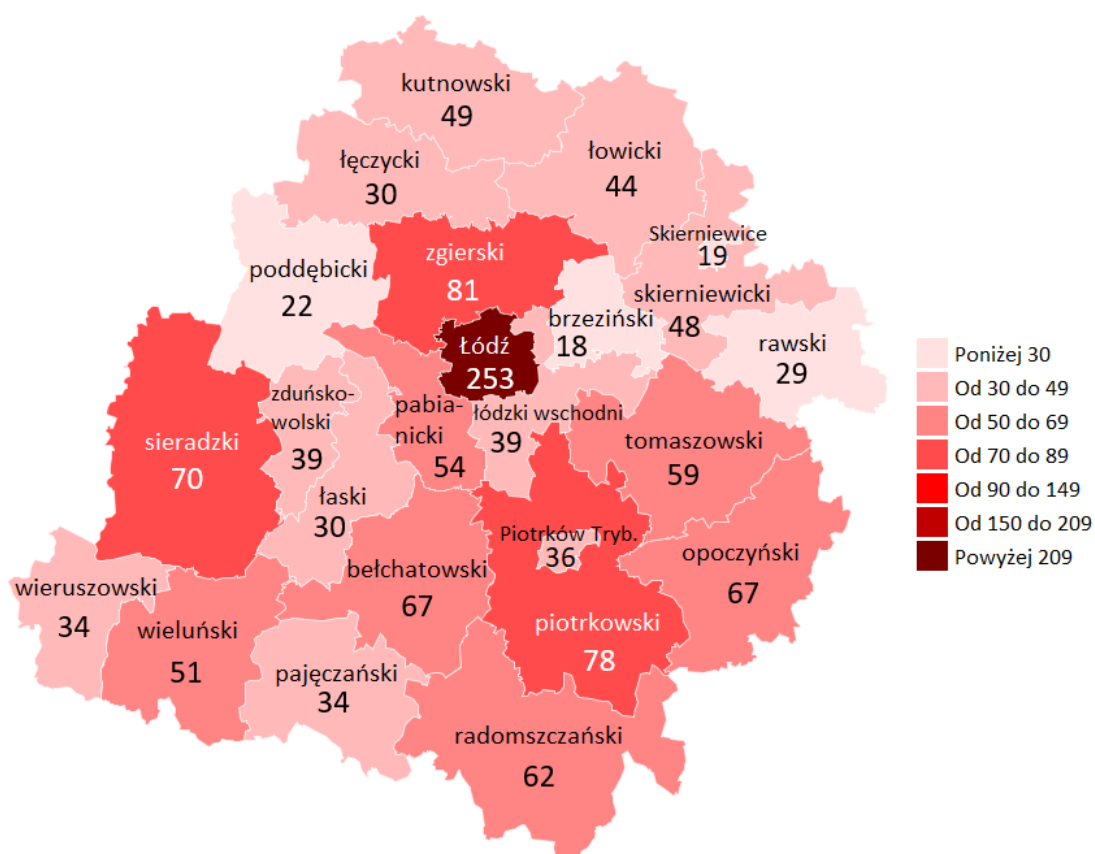 kutnowski
49
łęczycki
30
łowicki
44
Skierniewice
19
zgierski
81
poddębicki
22
skierniewicki
48
brzeziński
18
rawski
29
Łódź
253
zduńsko-
wolski
39
pabia-
nicki
54
łódzki wschodni
39
sieradzki
70
tomaszowski
59
łaski
30
Piotrków Tryb.
36
opoczyński
67
bełchatowski
67
wieruszowski
34
wieluński
51
piotrkowski
78
pajęczański
34
radomszczański
62
Poniżej 30
Od 30 do 49
Od 50 do 69
Od 70 do 89
Od 90 do 149
Od 150 do 209
Powyżej 209